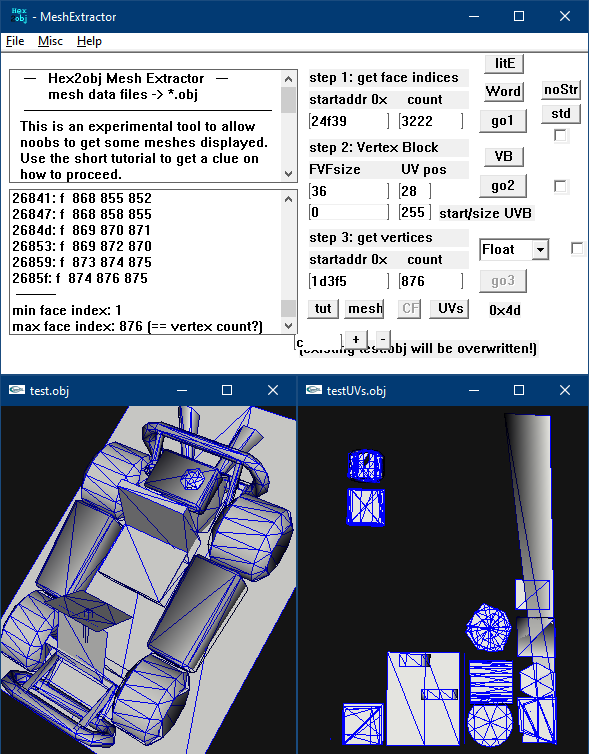 Hex2obj - MeshExtractor
File Misc Help
— Hex2obj Mesh Extractor —
mesh data files -> *.obj
This is an experimental tool to allow
noobs to get some meshes displayed.
Use the short tutorial to get a clue on
how to proceed.
26841: f 868 855 852
26847: f 868 858 855
2684d: f 869 870 871
26853: f 869 872 870
26859: f 873 874 875
2685f: f 874 876 875
min face index: 1
max face index: 876 (== vertex count?)
step 1: get face indices
startaddr 0x count
24f39 3222
litE
Word noStr
go1 std
step 2: Vertex Block
FVFsize UV pos
36 28
0 255 start/size UVB
VB
go2
step 3: get vertices
startaddr 0x count
1d3f5 876
Float
go3
tut mesh CF UVs 0x4d
c + -
(existing test.obj will be overwritten!)
test.obj
testUVs.obj